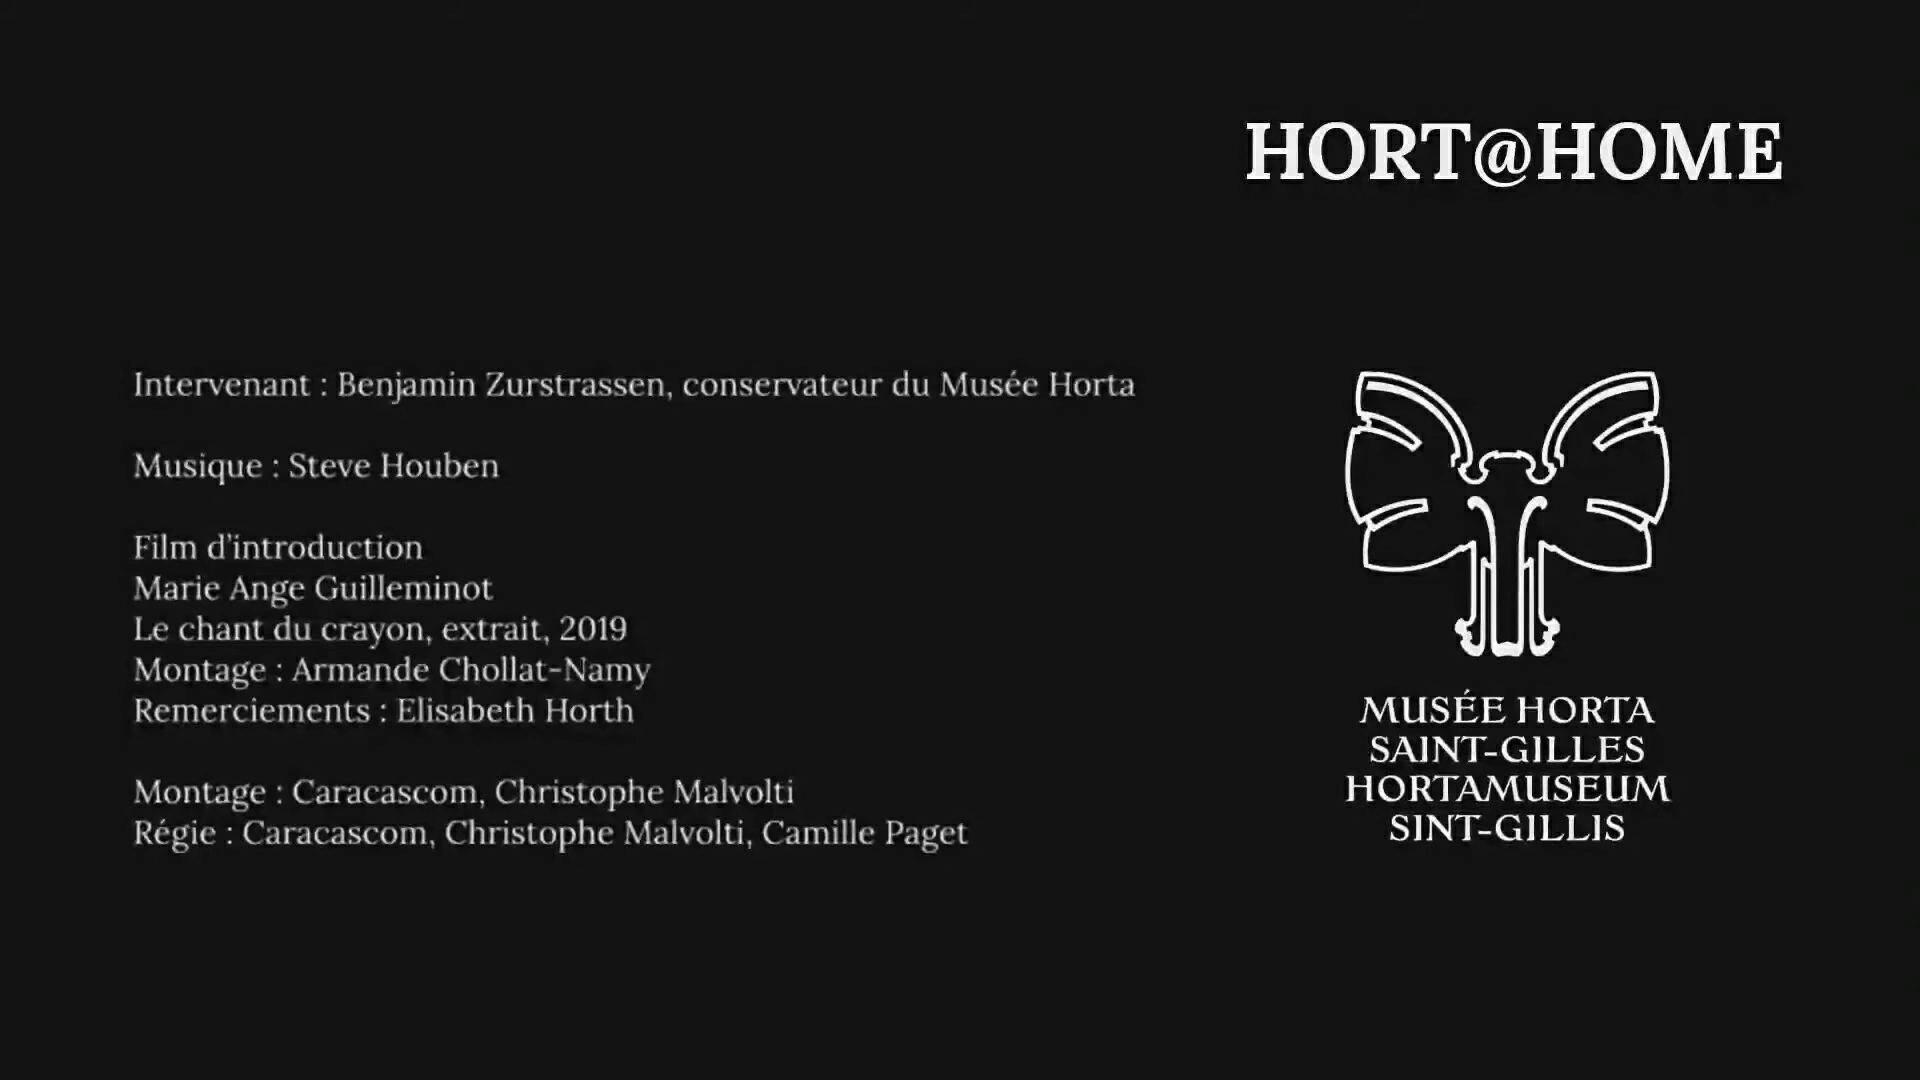 HORT@HOME
Intervenant : Benjamin Zurstrassen, conservateur du Musée Horta
Musique : Steve Houben
Film d’introduction
Marie Ange Guilleminot
Le chant du crayon, extrait, 2019
Montage : Armande Chollat-Namy
Remerciements : Elisabeth Horth
Montage : Caracascom, Christophe Malvolti
Régie : Caracascom, Christophe Malvolti, Camille Paget
MUSÉE HORTA
SAINT-GILLES
HORTAMUSEUM
SINT-GILLIS